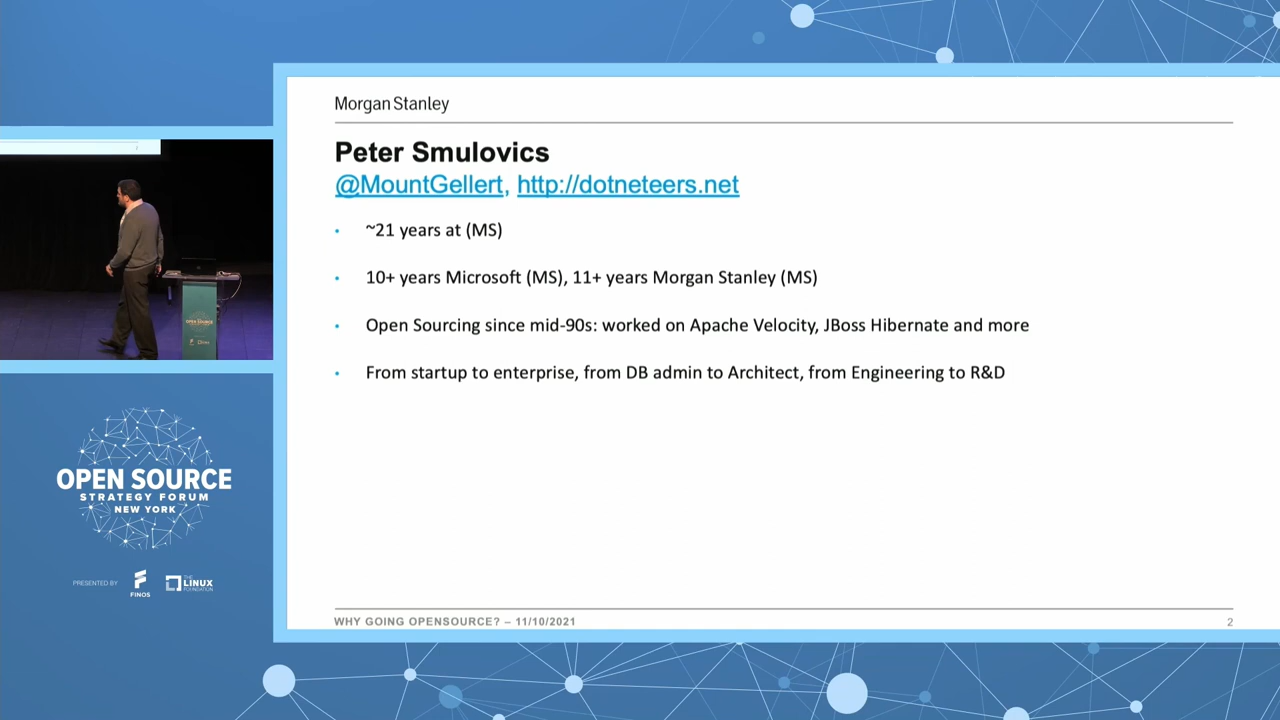 Morgan Stanley
Peter Smulovics
@MountGellert, http://dotneteers.net
• ~21 years at (MS)
• 10+ years Microsoft (MS), 11+ years Morgan Stanley (MS)
• Open Sourcing since mid-90s: worked on Apache Velocity, JBoss Hibernate and more
• From startup to enterprise, from DB admin to Architect, from Engineering to R&D
WHY GOING OPENSOURCE? – 11/10/2021
2
OPEN SOURCE
STRATEGY FORUM
NEW YORK
PRESENTED BY
FINOS
THE
LINUX
FOUNDATION